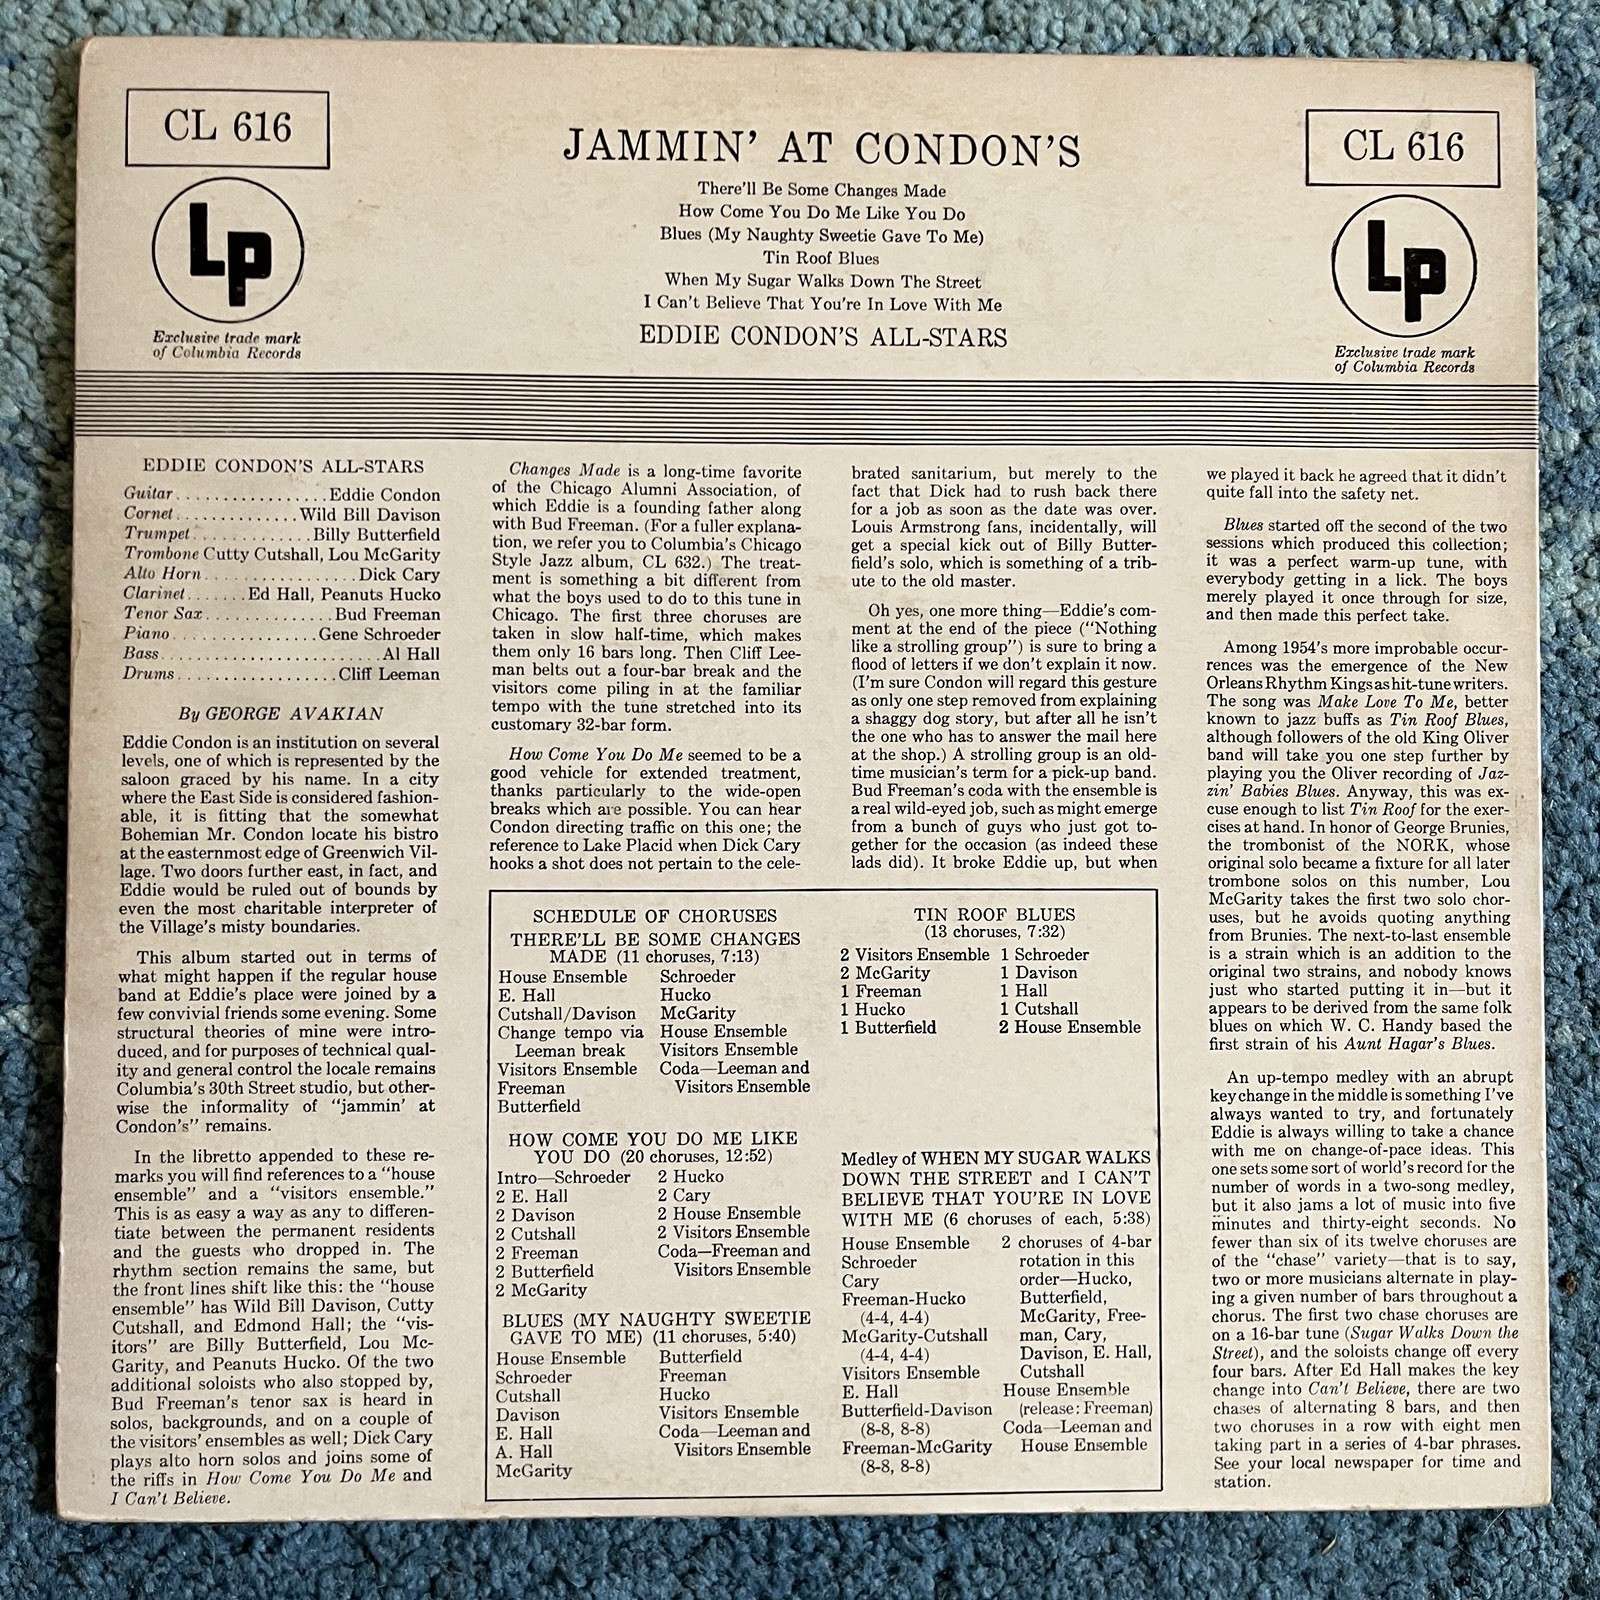 CL 616
Lp
Exclusive trade mark
of Columbia Records
JAMMIN' AT CONDON'S
There'll Be Some Changes Made
How Come You Do Me Like You Do
Blues (My Naughty Sweetie Gave To Me)
Tin Roof Blues
When My Sugar Walks Down The Street
I Can't Believe That You're In Love With Me
EDDIE CONDON'S ALL-STARS
CL 616
Lp
Exclusive trade mark
of Columbia Records
EDDIE CONDON'S ALL-STARS
Guitar.................Eddie Condon
Cornet.............Wild Bill Davison
Trumpet............Billy Butterfield
Trombone Cutty Cutshall, Lou McGarity
Alto Horn................Dick Cary
Clarinet.......Ed Hall, Peanuts Hucko
Tenor Sax..............Bud Freeman
Piano................Gene Schroeder
Bass........................Al Hall
Drums..................Cliff Leeman
By GEORGE AVAKIAN
Eddie Condon is an institution on several
levels, one of which is represented by the
saloon graced by his name. In a city
where the East Side is considered fashion-
able, it is fitting that the somewhat
Bohemian Mr. Condon locate his bistro
at the easternmost edge of Greenwich Vil-
lage. Two doors further east, in fact, and
Eddie would be ruled out of bounds by
even the most charitable interpreter of
the Village's misty boundaries.
This album started out in terms of
what might happen if the regular house
band at Eddie's place were joined by a
few convivial friends some evening. Some
structural theories of mine were intro-
duced, and for purposes of technical qual-
ity and general control the locale remains
Columbia's 30th Street studio, but other-
wise the informality of "jammin' at
Condon's" remains.
In the libretto appended to these re-
marks you will find references to a "house
ensemble" and a "visitors ensemble."
This is as easy a way as any to differen-
tiate between the permanent residents
and the guests who dropped in. The
rhythm section remains the same, but
the front lines shift like this: the "house
ensemble" has Wild Bill Davison, Cutty
Cutshall, and Edmond Hall; the "vis-
itors" are Billy Butterfield, Lou Mc-
Garity, and Peanuts Hucko. Of the two
additional soloists who also stopped by,
Bud Freeman's tenor sax is heard in
solos, backgrounds, and on a couple of
the visitors' ensembles as well; Dick Cary
plays alto horn solos and joins some of
the riffs in How Come You Do Me and
I Can't Believe.
Changes Made is a long-time favorite
of the Chicago Alumni Association, of
which Eddie is a founding father along
with Bud Freeman. (For a fuller explana-
tion, we refer you to Columbia's Chicago
Style Jazz album, CL 632.) The treat-
ment is something a bit different from
what the boys used to do to this tune in
Chicago. The first three choruses are
taken in slow half-time, which makes
them only 16 bars long. Then Cliff Lee-
man belts out a four-bar break and the
visitors come piling in at the familiar
tempo with the tune stretched into its
customary 32-bar form.
How Come You Do Me seemed to be a
good vehicle for extended treatment,
thanks particularly to the wide-open
breaks which are possible. You can hear
Condon directing traffic on this one; the
reference to Lake Placid when Dick Cary
hooks a shot does not pertain to the cele-
brated sanitarium, but merely to the
fact that Dick had to rush back there
for a job as soon as the date was over.
Louis Armstrong fans, incidentally, will
get a special kick out of Billy Butter-
field's solo, which is something of a trib-
ute to the old master.
Oh yes, one more thing—Eddie's com-
ment at the end of the piece ("Nothing
like a strolling group") is sure to bring a
flood of letters if we don't explain it now.
(I'm sure Condon will regard this gesture
as only one step removed from explaining
a shaggy dog story, but after all he isn't
the one who has to answer the mail here
at the shop.) A strolling group is an old-
time musician's term for a pick-up band.
Bud Freeman's coda with the ensemble is
a real wild-eyed job, such as might emerge
from a bunch of guys who just got to-
gether for the occasion (as indeed these
lads did). It broke Eddie up, but when
we played it back he agreed that it didn't
quite fall into the safety net.
Blues started off the second of the two
sessions which produced this collection;
it was a perfect warm-up tune, with
everybody getting in a lick. The boys
merely played it once through for size,
and then made this perfect take.
Among 1954's more improbable occur-
rences was the emergence of the New
Orleans Rhythm Kings as hit-tune writers.
The song was Make Love To Me, better
known to jazz buffs as Tin Roof Blues,
although followers of the old King Oliver
band will take you one step further by
playing you the Oliver recording of Jaz-
zin' Babies Blues. Anyway, this was ex-
cuse enough to list Tin Roof for the exer-
cises at hand. In honor of George Brunies,
the trombonist of the NORK, whose
original solo became a fixture for all later
trombone solos on this number, Lou
McGarity takes the first two solo chor-
uses, but he avoids quoting anything
from Brunies. The next-to-last ensemble
is a strain which is an addition to the
original two strains, and nobody knows
just who started putting it in—but it
appears to be derived from the same folk
blues on which W. C. Handy based the
first strain of his Aunt Hagar's Blues.
An up-tempo medley with an abrupt
key change in the middle is something I've
always wanted to try, and fortunately
Eddie is always willing to take a chance
with me on change-of-pace ideas. This
one sets some sort of world's record for the
number of words in a two-song medley,
but it also jams a lot of music into five
minutes and thirty-eight seconds. No
fewer than six of its twelve choruses are
of the "chase" variety—that is to say,
two or more musicians alternate in play-
ing a given number of bars throughout a
chorus. The first two chase choruses are
on a 16-bar tune (Sugar Walks Down the
Street), and the soloists change off every
four bars. After Ed Hall makes the key
change into Can't Believe, there are two
chases of alternating 8 bars, and then
two choruses in a row with eight men
taking part in a series of 4-bar phrases.
See your local newspaper for time and
station.
SCHEDULE OF CHORUSES
THERE'LL BE SOME CHANGES
MADE (11 choruses, 7:13)
House Ensemble
E. Hall
Cutshall/Davison
Change tempo via
Leeman break
Visitors Ensemble
Freeman
Butterfield
Schroeder
Hucko
McGarity
House Ensemble
Visitors Ensemble
Coda—Leeman and
Visitors Ensemble
HOW COME YOU DO ME LIKE
YOU DO (20 choruses, 12:52)
Intro—Schroeder
2 E. Hall
2 Davison
2 Cutshall
2 Freeman
2 Butterfield
2 McGarity
2 Hucko
2 Cary
2 House Ensemble
2 Visitors Ensemble
Coda—Freeman and
Visitors Ensemble
BLUES (MY NAUGHTY SWEETIE
GAVE TO ME) (11 choruses, 5:40)
House Ensemble
Schroeder
Cutshall
Davison
E. Hall
A. Hall
McGarity
Butterfield
Freeman
Hucko
Visitors Ensemble
Coda—Leeman and
Visitors Ensemble
TIN ROOF BLUES
(13 choruses, 7:32)
2 Visitors Ensemble
2 McGarity
1 Freeman
1 Hucko
1 Butterfield
1 Schroeder
1 Davison
1 Hall
1 Cutshall
2 House Ensemble
Medley of WHEN MY SUGAR WALKS
DOWN THE STREET and I CAN'T
BELIEVE THAT YOU'RE IN LOVE
WITH ME (6 choruses of each, 5:38)
House Ensemble
Schroeder
Cary
Freeman-Hucko
(4-4, 4-4)
McGarity-Cutshall
(4-4, 4-4)
Visitors Ensemble
E. Hall
Butterfield-Davison
(8-8, 8-8)
Freeman-McGarity
(8-8, 8-8)
2 choruses of 4-bar
rotation in this
order—Hucko,
Butterfield,
McGarity, Free-
man, Cary,
Davison, E. Hall,
Cutshall
House Ensemble
(release: Freeman)
Coda—Leeman and
House Ensemble